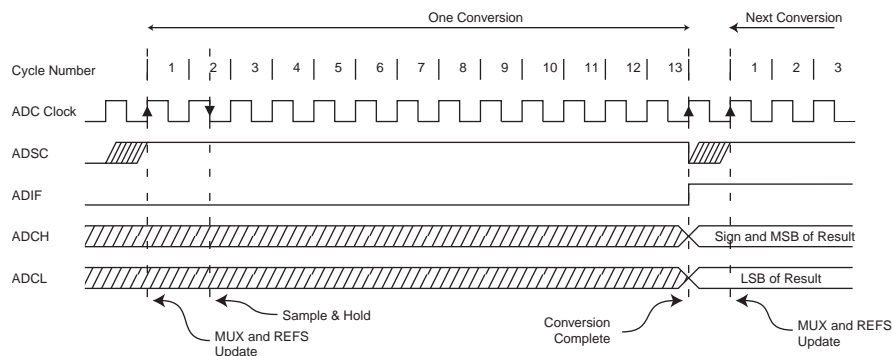 One Conversion
Next Conversion
Cycle Number
1 2 3 4 5 6 7 8 9 10 11 12 13 1 2 3
ADC Clock
ADSC
ADIF
ADCH
Sign and MSB of Result
ADCL
LSB of Result
Sample & Hold
MUX and REFS
Update
Conversion
Complete
MUX and REFS
Update